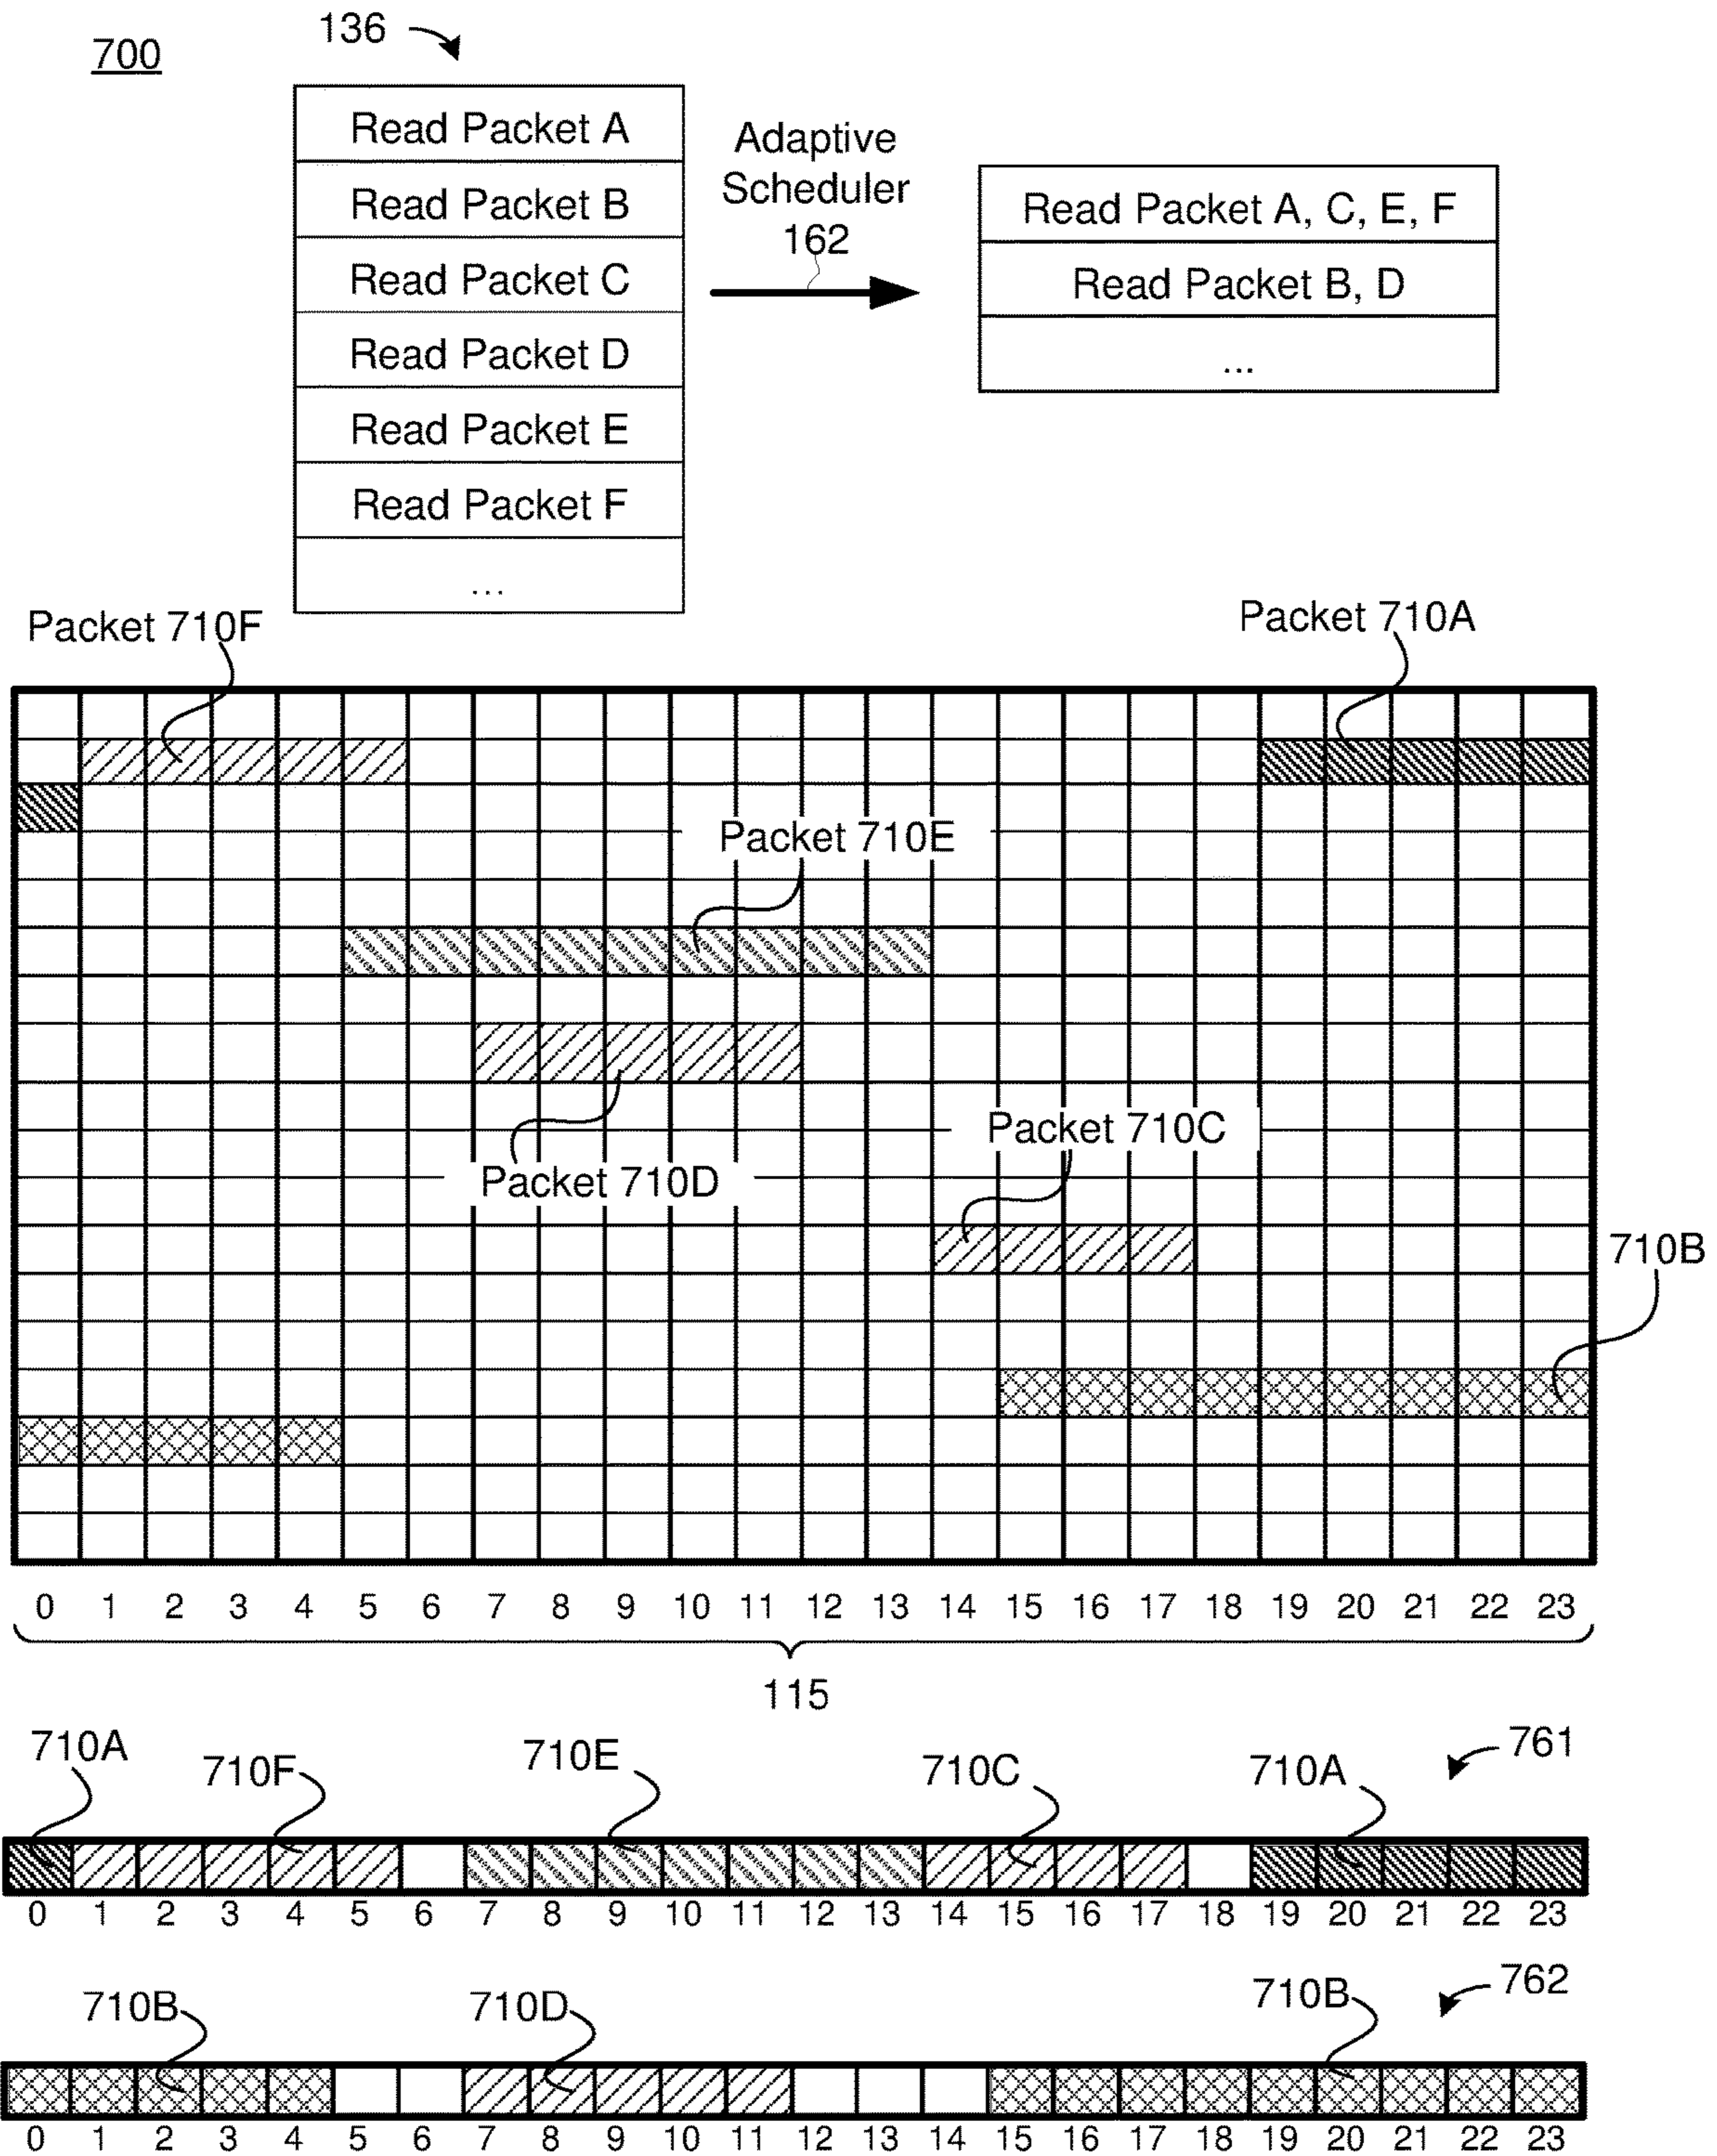 700
136
Read Packet A
Read Packet B
Read Packet C
Read Packet D
Read Packet E
Read Packet F
...
Adaptive
Scheduler
162
Read Packet A, C, E, F
Read Packet B, D
...
Packet 710F
Packet 710A
Packet 710E
Packet 710D
Packet 710C
710B
0 1 2 3 4 5 6 7 8 9 10 11 12 13 14 15 16 17 18 19 20 21 22 23
115
710A 710F 710E 710C 710A 761
0 1 2 3 4 5 6 7 8 9 10 11 12 13 14 15 16 17 18 19 20 21 22 23
710B 710D 710B 762
0 1 2 3 4 5 6 7 8 9 10 11 12 13 14 15 16 17 18 19 20 21 22 23